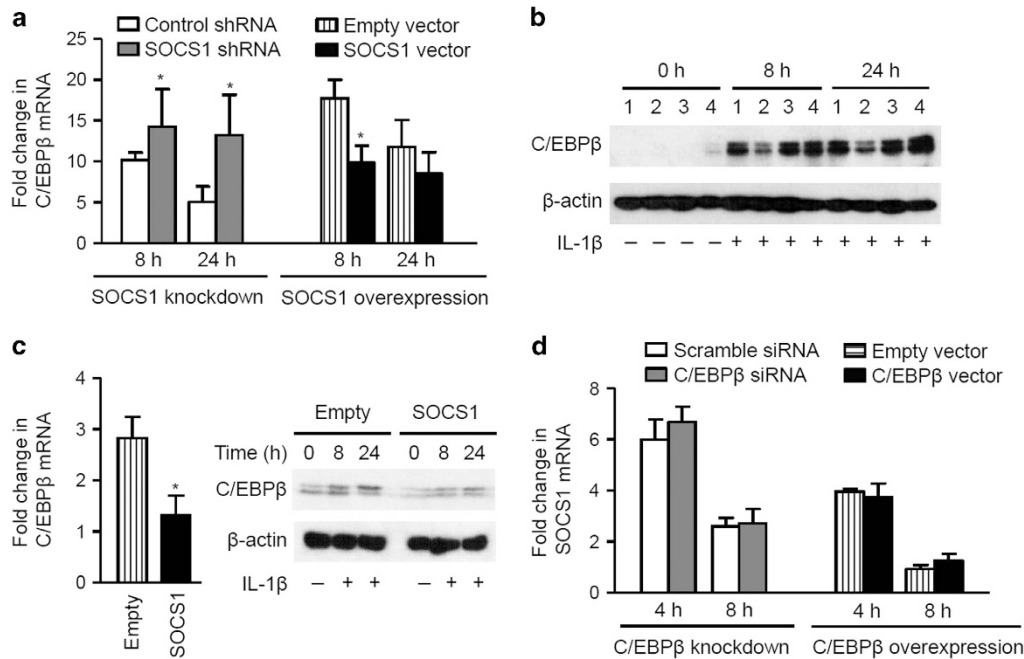 a
Control shRNA Empty vector
SOCS1 shRNA SOCS1 vector
Fold change in
C/EBPβ mRNA
25
20
15
10
5
0
* * *
8 h 24 h 8 h 24 h
SOCS1 knockdown SOCS1 overexpression
b
0 h 8 h 24 h
1 2 3 4 1 2 3 4 1 2 3 4
C/EBPβ
β-actin
IL-1β – – – – + + + + + + + +
c
Fold change in
C/EBPβ mRNA
4
3
2
1
0
*
Empty
SOCS1
Empty SOCS1
Time (h) 0 8 24 0 8 24
C/EBPβ
β-actin
IL-1β – + + – + +
d
Scramble siRNA Empty vector
C/EBPβ siRNA C/EBPβ vector
Fold change in
SOCS1 mRNA
8
6
4
2
0
4 h 8 h 4 h 8 h
C/EBPβ knockdown C/EBPβ overexpression